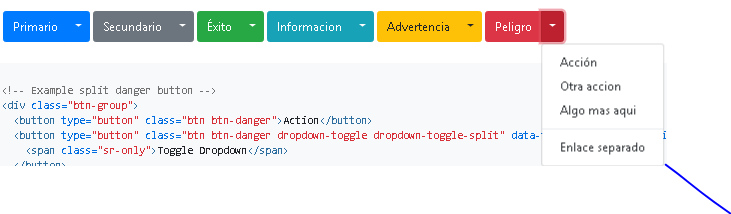 Primario Secundario Éxito Informacion Advertencia Peligro
Acción
Otra accion
Algo mas aqui
Enlace separado
<!-- Example split danger button -->
<div class="btn-group">
<button type="button" class="btn btn-danger">Action</button>
<button type="button" class="btn btn-danger dropdown-toggle dropdown-toggle-split" data-
<span class="sr-only">Toggle Dropdown</span>
</button>